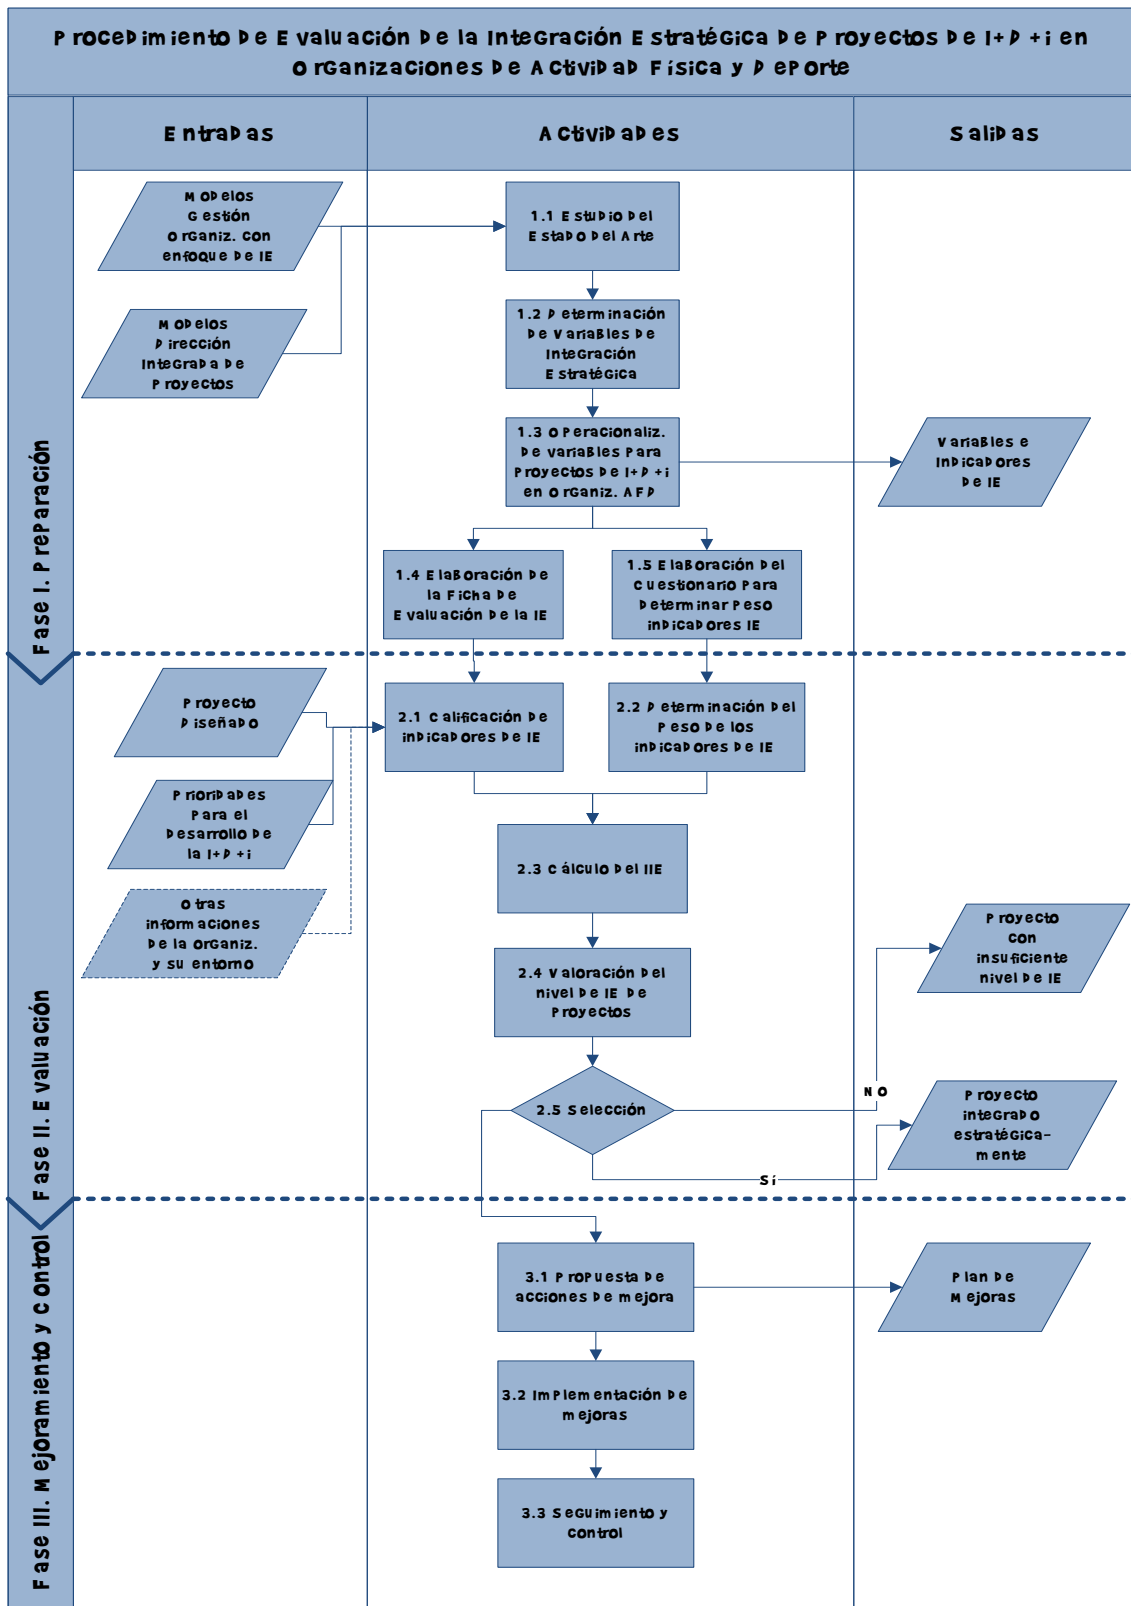 Procedimiento de Evaluación de la Integración Estratégica de Proyectos de I+D+i en
Organizaciones de Actividad Física y Deporte
Entradas
Actividades
Salidas
Fase I. Preparación
Modelos
Gestión
Organiz. con
enfoque de IE
Modelos
Dirección
Integrada de
Proyectos
1.1 Estudio del
Estado del Arte
1.2 Determinación
de Variables de
Integración
Estratégica
1.3 Operacionaliz.
de variables para
Proyectos de I+D+i
en Organiz. AFD
Variables e
Indicadores
de IE
1.4 Elaboración de
la Ficha de
Evaluación de la IE
1.5 Elaboración del
Cuestionario para
Determinar Peso
indicadores IE
Fase II. Evaluación
Proyecto
Diseñado
Prioridades
para el
Desarrollo de
la I+D+i
Otras
informaciones
de la organiz.
y su entorno
2.1 Calificación de
indicadores de IE
2.2 Determinación del
Peso de los
indicadores de IE
2.3 Cálculo del IIE
2.4 Valoración del
nivel de IE de
Proyectos
2.5 Selección
NO
Sí
Proyecto
con
insuficiente
nivel de IE
Proyecto
integrado
estratégica-
mente
Fase III. Mejoramiento y Control
3.1 Propuesta de
acciones de mejora
Plan de
Mejoras
3.2 Implementación de
mejoras
3.3 Seguimiento y
control